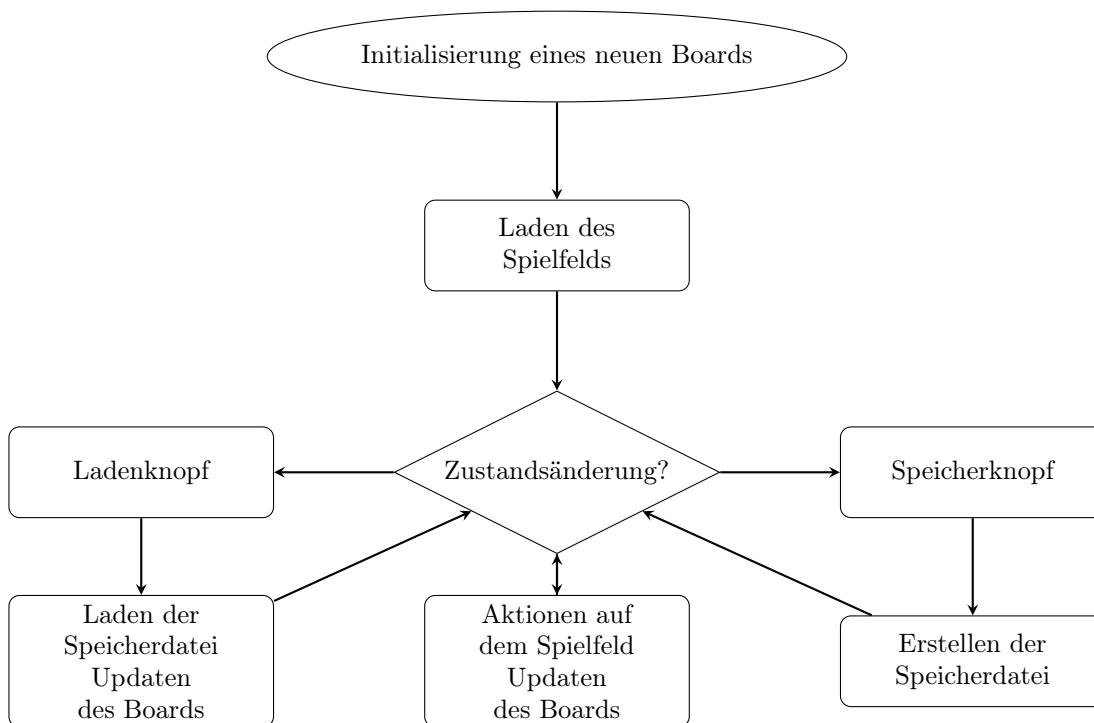 Initialisierung eines neuen Boards
Laden des
Spielfelds
Ladenknopf
Zustandsänderung?
Speicherknopf
Laden der
Speicherdatei
Updaten
des Boards
Aktionen auf
dem Spielfeld
Updaten
des Boards
Erstellen der
Speicherdatei